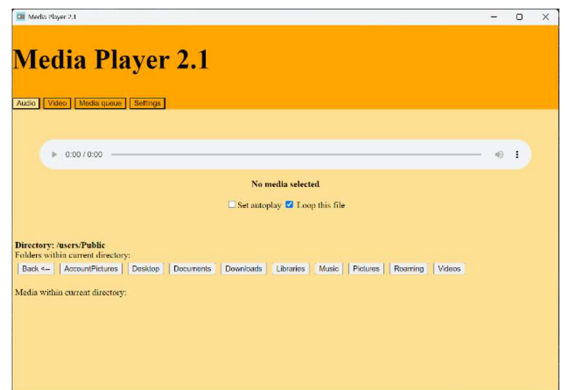 Media Player 2.1
Media Player 2.1
Audio Video Media queue Settings
0:00 / 0:00
No media selected
Set autoplay Loop this file
Directory: /users/Public
Folders within current directory:
Back <-- AccountPictures Desktop Documents Downloads Libraries Music Pictures Roaming Videos
Media within current directory: